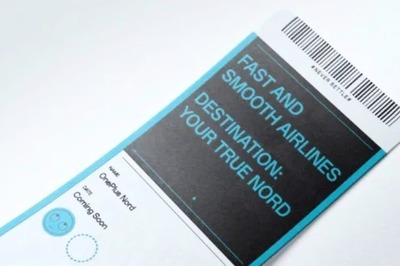 #NEVER SETTLE#
FAST AND
SMOOTH AIRLINES
DESTINATION:
YOUR TRUE NORD
NAME
OnePlus Nord
DATE
Coming Soon